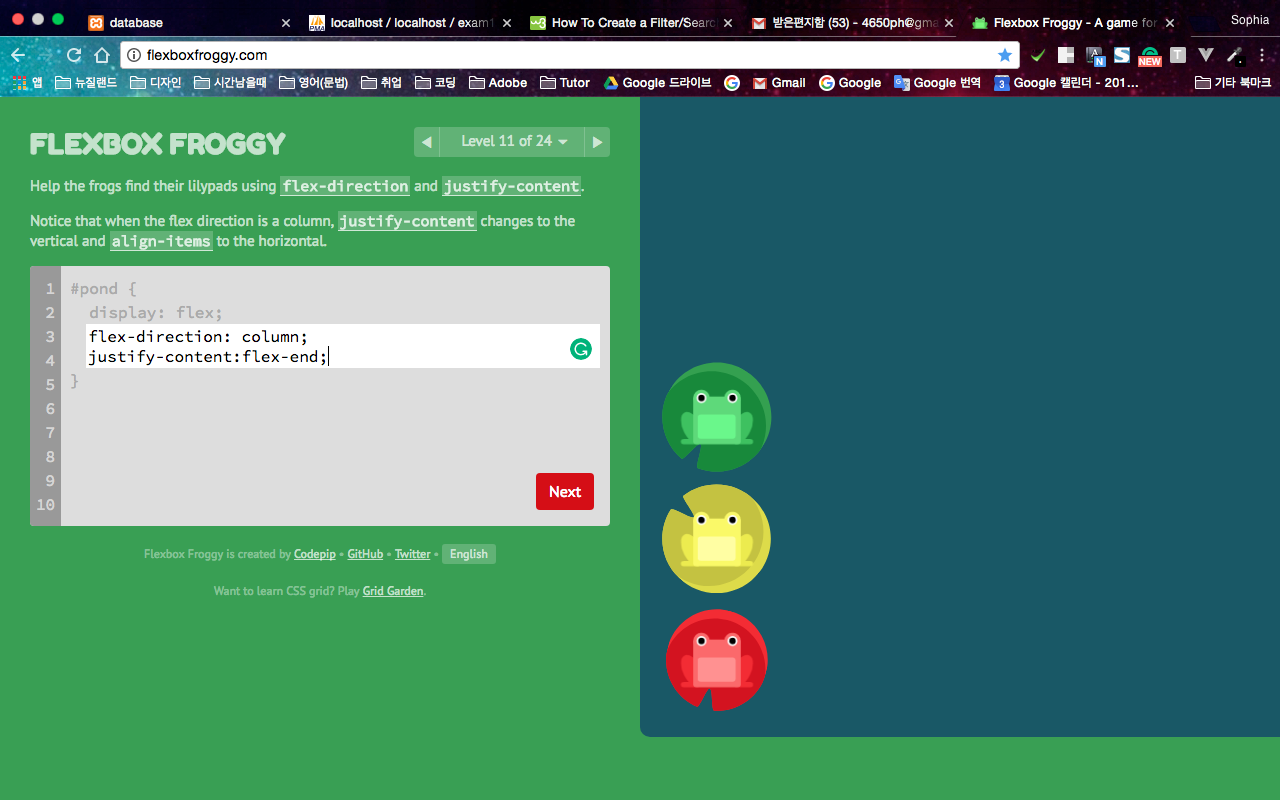 database
localhost / localhost / exam1
How To Create a Filter/Searc
받은편지함 (53) - 4650ph@gma
Flexbox Froggy - A game for
Sophia
flexboxfroggy.com
N
NEW
T
앱
뉴질랜드
디자인
시간남을때
영어(문법)
취업
코딩
Adobe
Tutor
Google 드라이브
Gmail
Google
Google 번역
3
Google 캘린더 - 201...
기타 북마크
FLEXBOX FROGGY
Level 11 of 24
Help the frogs find their lilypads using flex-direction and justify-content.
Notice that when the flex direction is a column, justify-content changes to the
vertical and align-items to the horizontal.
1 #pond {
2 display: flex;
3 flex-direction: column;
4 justify-content:flex-end;
5 }
6
7
8
9
10
Next
Flexbox Froggy is created by Codepip • GitHub • Twitter • English
Want to learn CSS grid? Play Grid Garden.